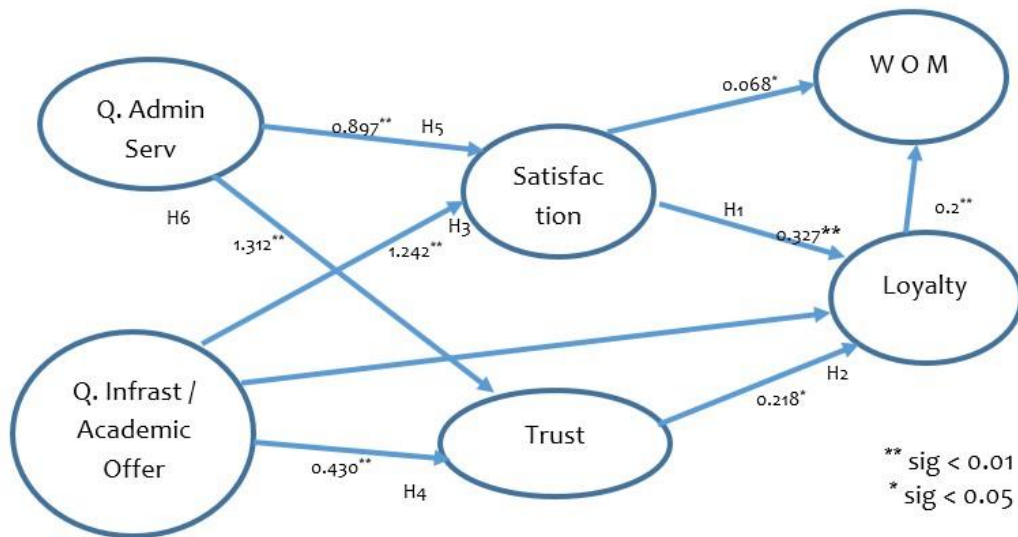 W O M
Q. Admin
Serv
0.897**
H5
0.068*
Satisfac
tion
H6
1.312**
H3
1.242**
H1
0.327**
0.2**
Loyalty
Q. Infrast /
Academic
Offer
0.430**
H4
Trust
0.218*
H2
** sig < 0.01
* sig < 0.05